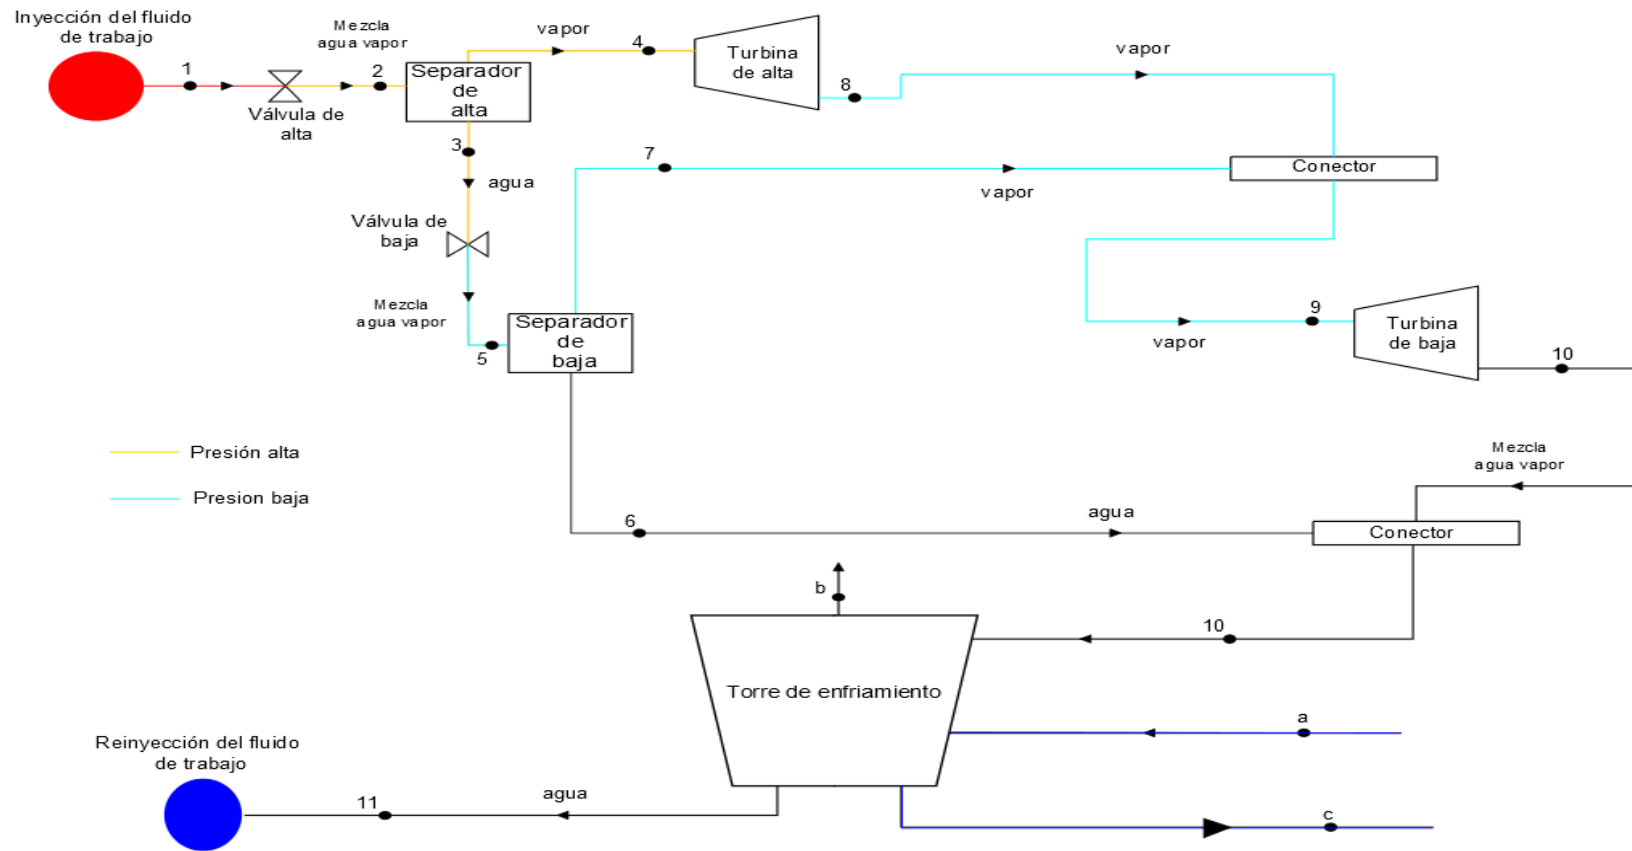 Inyección del fluido
de trabajo
1
Válvula de
alta
Mezcla
agua vapor
2
Separador
de
alta
vapor
4
Turbina
de alta
8
vapor
3
agua
7
vapor
Conector
Válvula de
baja
Mezcla
agua vapor
5
Separador
de
baja
vapor
9
Turbina
de baja
10
Presión alta
Presion baja
Mezcla
agua vapor
6
agua
Conector
b
10
Torre de enfriamiento
a
Reinyección del fluido
de trabajo
11
agua
c